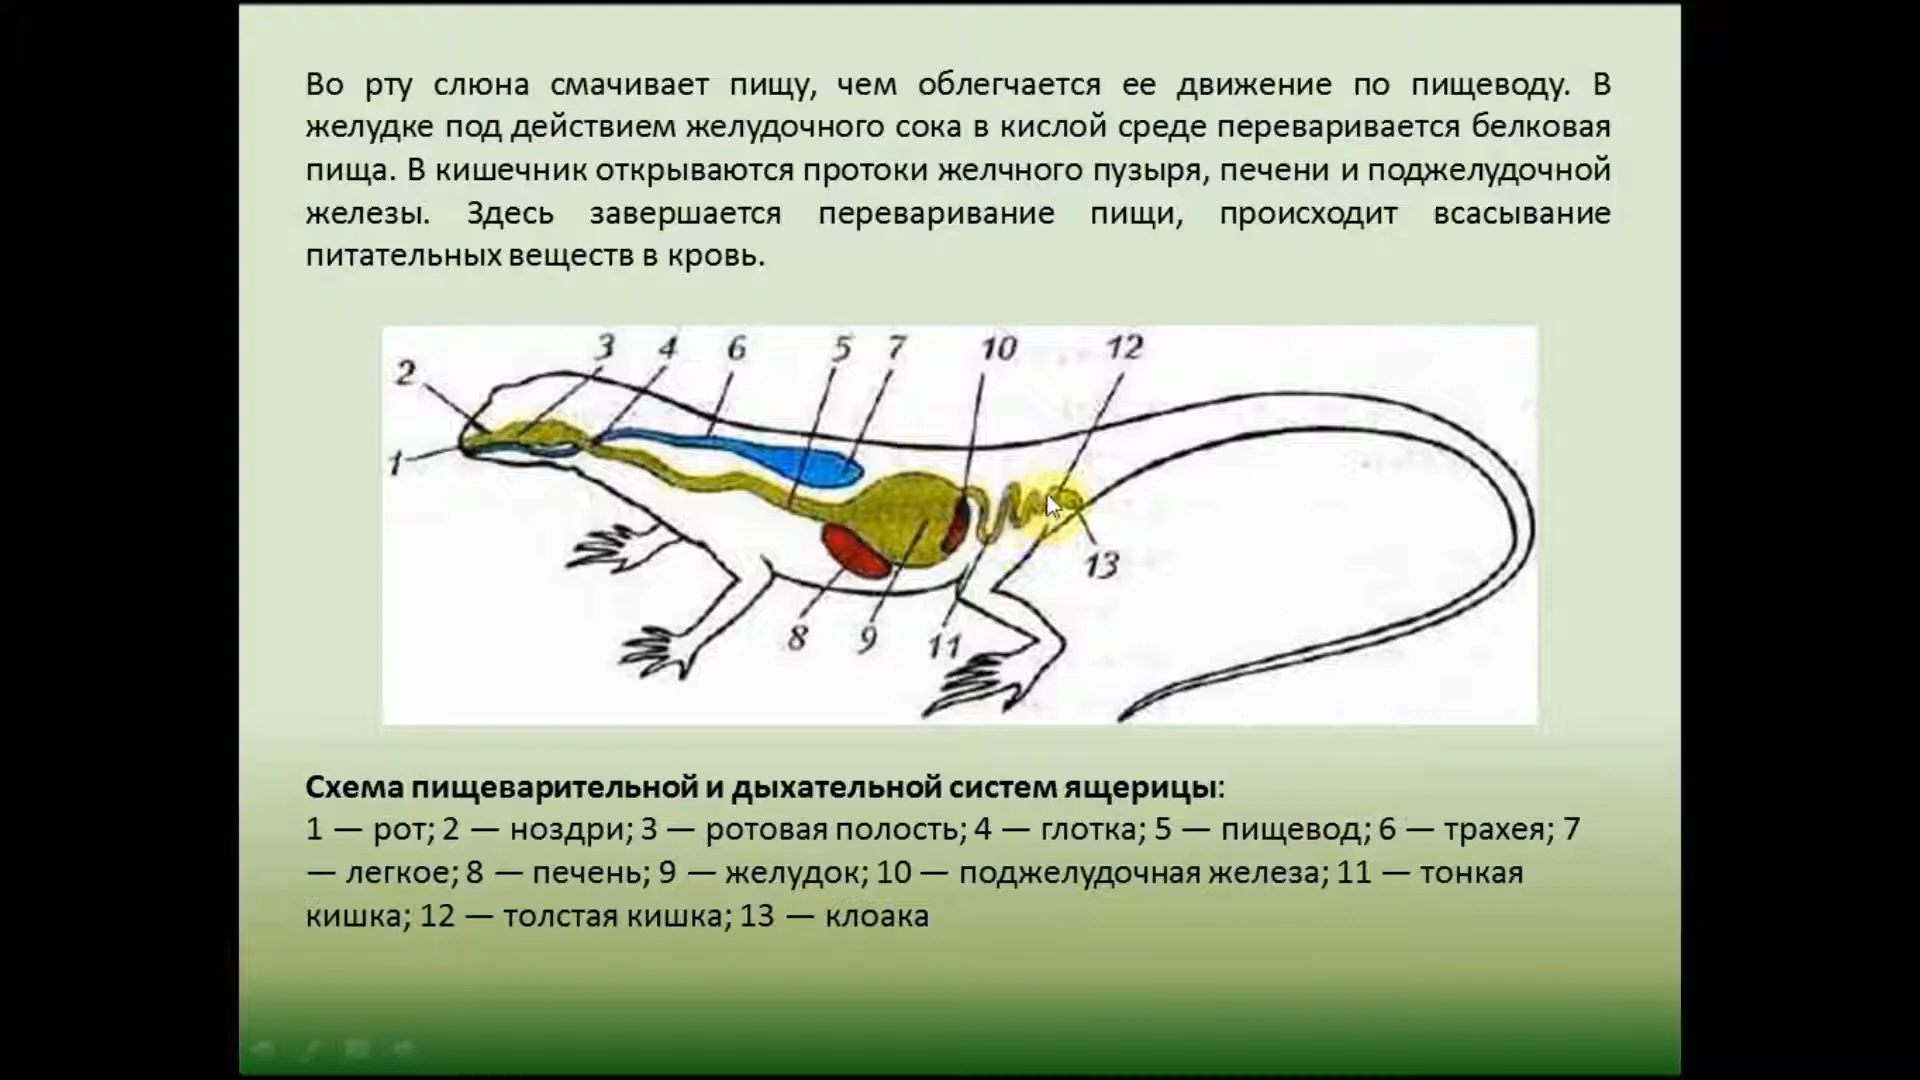 Во рту слюна смачивает пищу, чем облегчается ее движение по пищеводу. В
желудке под действием желудочного сока в кислой среде переваривается белковая
пища. В кишечник открываются протоки желчного пузыря, печени и поджелудочной
железы. Здесь завершается переваривание пищи, происходит всасывание
питательных веществ в кровь.
3 4 6 5 7 10 12
2
1
13
8 9 11
Схема пищеварительной и дыхательной систем ящерицы:
1 — рот; 2 — ноздри; 3 — ротовая полость; 4 — глотка; 5 — пищевод; 6 — трахея; 7
— легкое; 8 — печень; 9 — желудок; 10 — поджелудочная железа; 11 — тонкая
кишка; 12 — толстая кишка; 13 — клоака